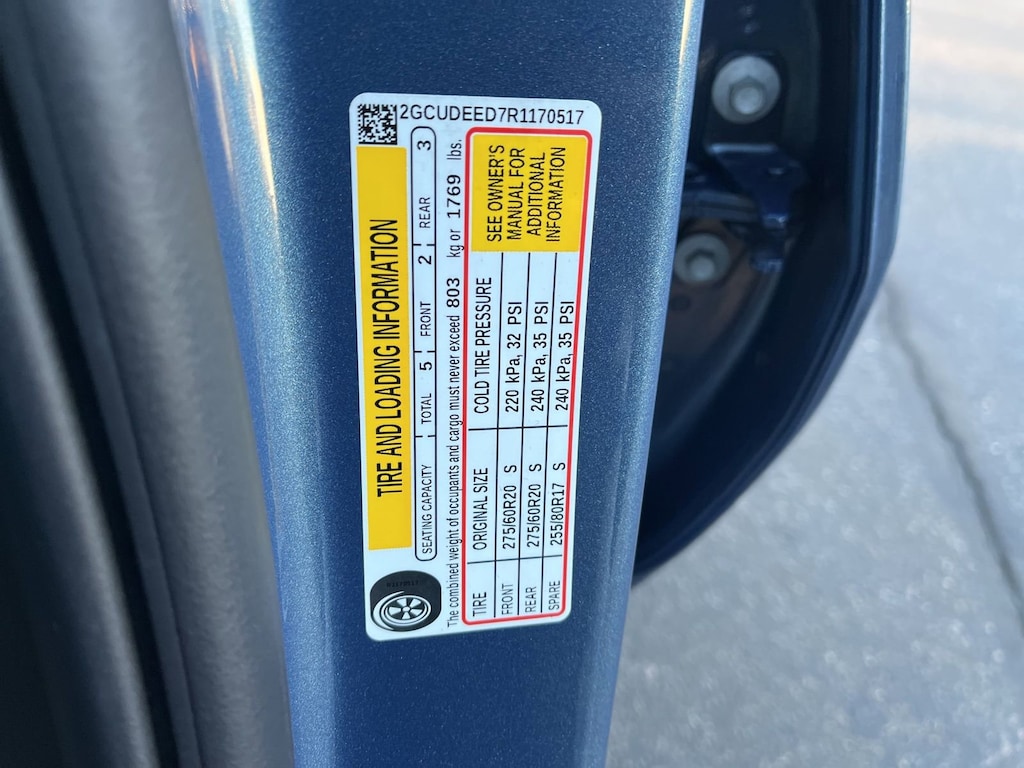 2GCUDEED7R1170517
TIRE AND LOADING INFORMATION
SEATING CAPACITY TOTAL 5 FRONT 2 REAR 3
The combined weight of occupants and cargo must never exceed 803 kg or 1769 lbs.
TIRE ORIGINAL SIZE COLD TIRE PRESSURE
FRONT 275/60R20 S 220 kPa, 32 PSI
REAR 275/60R20 S 240 kPa, 35 PSI
SPARE 255/80R17 S 240 kPa, 35 PSI
SEE OWNER'S
MANUAL FOR
ADDITIONAL
INFORMATION